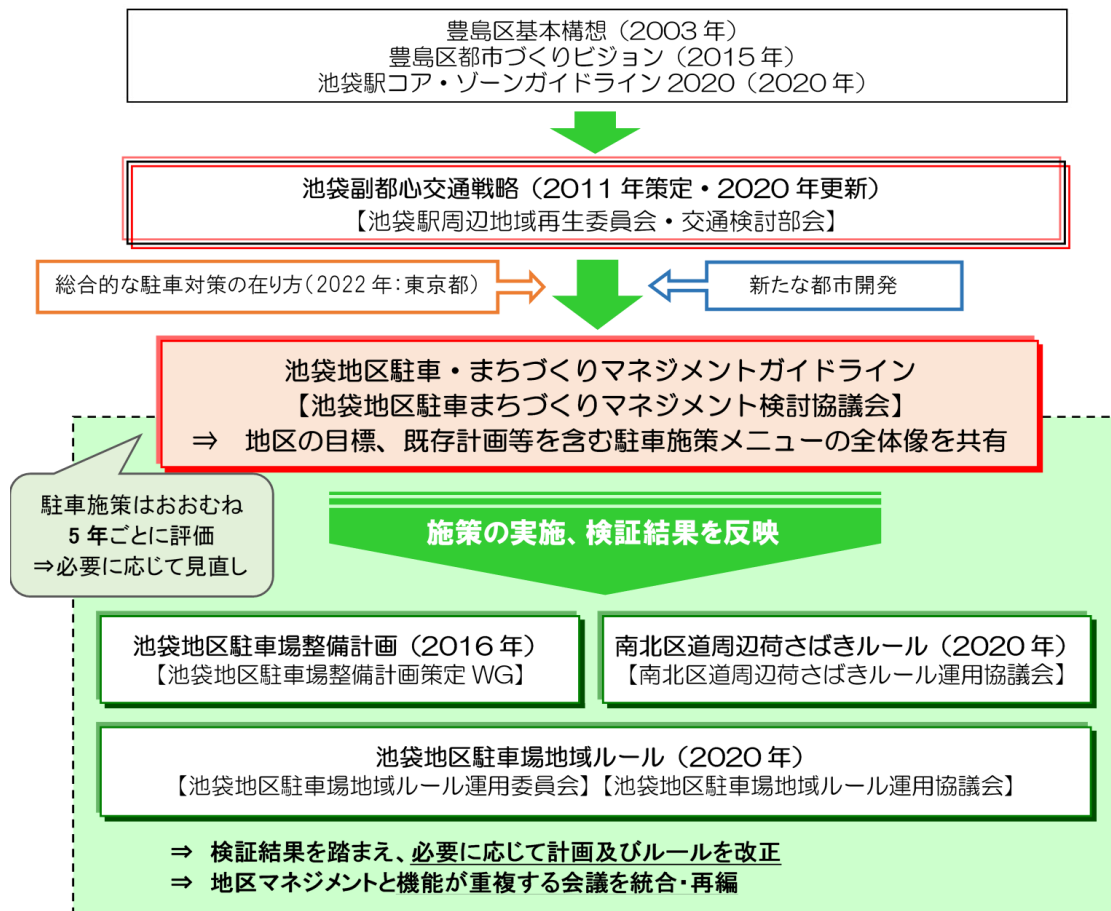 豊島区基本構想（2003年）
豊島区都市づくりビジョン（2015年）
池袋駅コア・ゾーンガイドライン2020（2020年）
池袋副都心交通戦略（2011年策定・2020年更新）
【池袋駅周辺地域再生委員会・交通検討部会】
総合的な駐車対策の在り方（2022年：東京都）
新たな都市開発
池袋地区駐車・まちづくりマネジメントガイドライン
【池袋地区駐車まちづくりマネジメント検討協議会】
⇒　地区の目標、既存計画等を含む駐車施策メニューの全体像を共有
駐車施策はおおむね
5年ごとに評価
⇒必要に応じて見直し
施策の実施、検証結果を反映
池袋地区駐車場整備計画（2016年）
【池袋地区駐車場整備計画策定WG】
南北区道周辺荷さばきルール（2020年）
【南北区道周辺荷さばきルール運用協議会】
池袋地区駐車場地域ルール（2020年）
【池袋地区駐車場地域ルール運用委員会】【池袋地区駐車場地域ルール運用協議会】
⇒　検証結果を踏まえ、必要に応じて計画及びルールを改正
⇒　地区マネジメントと機能が重複する会議を統合・再編